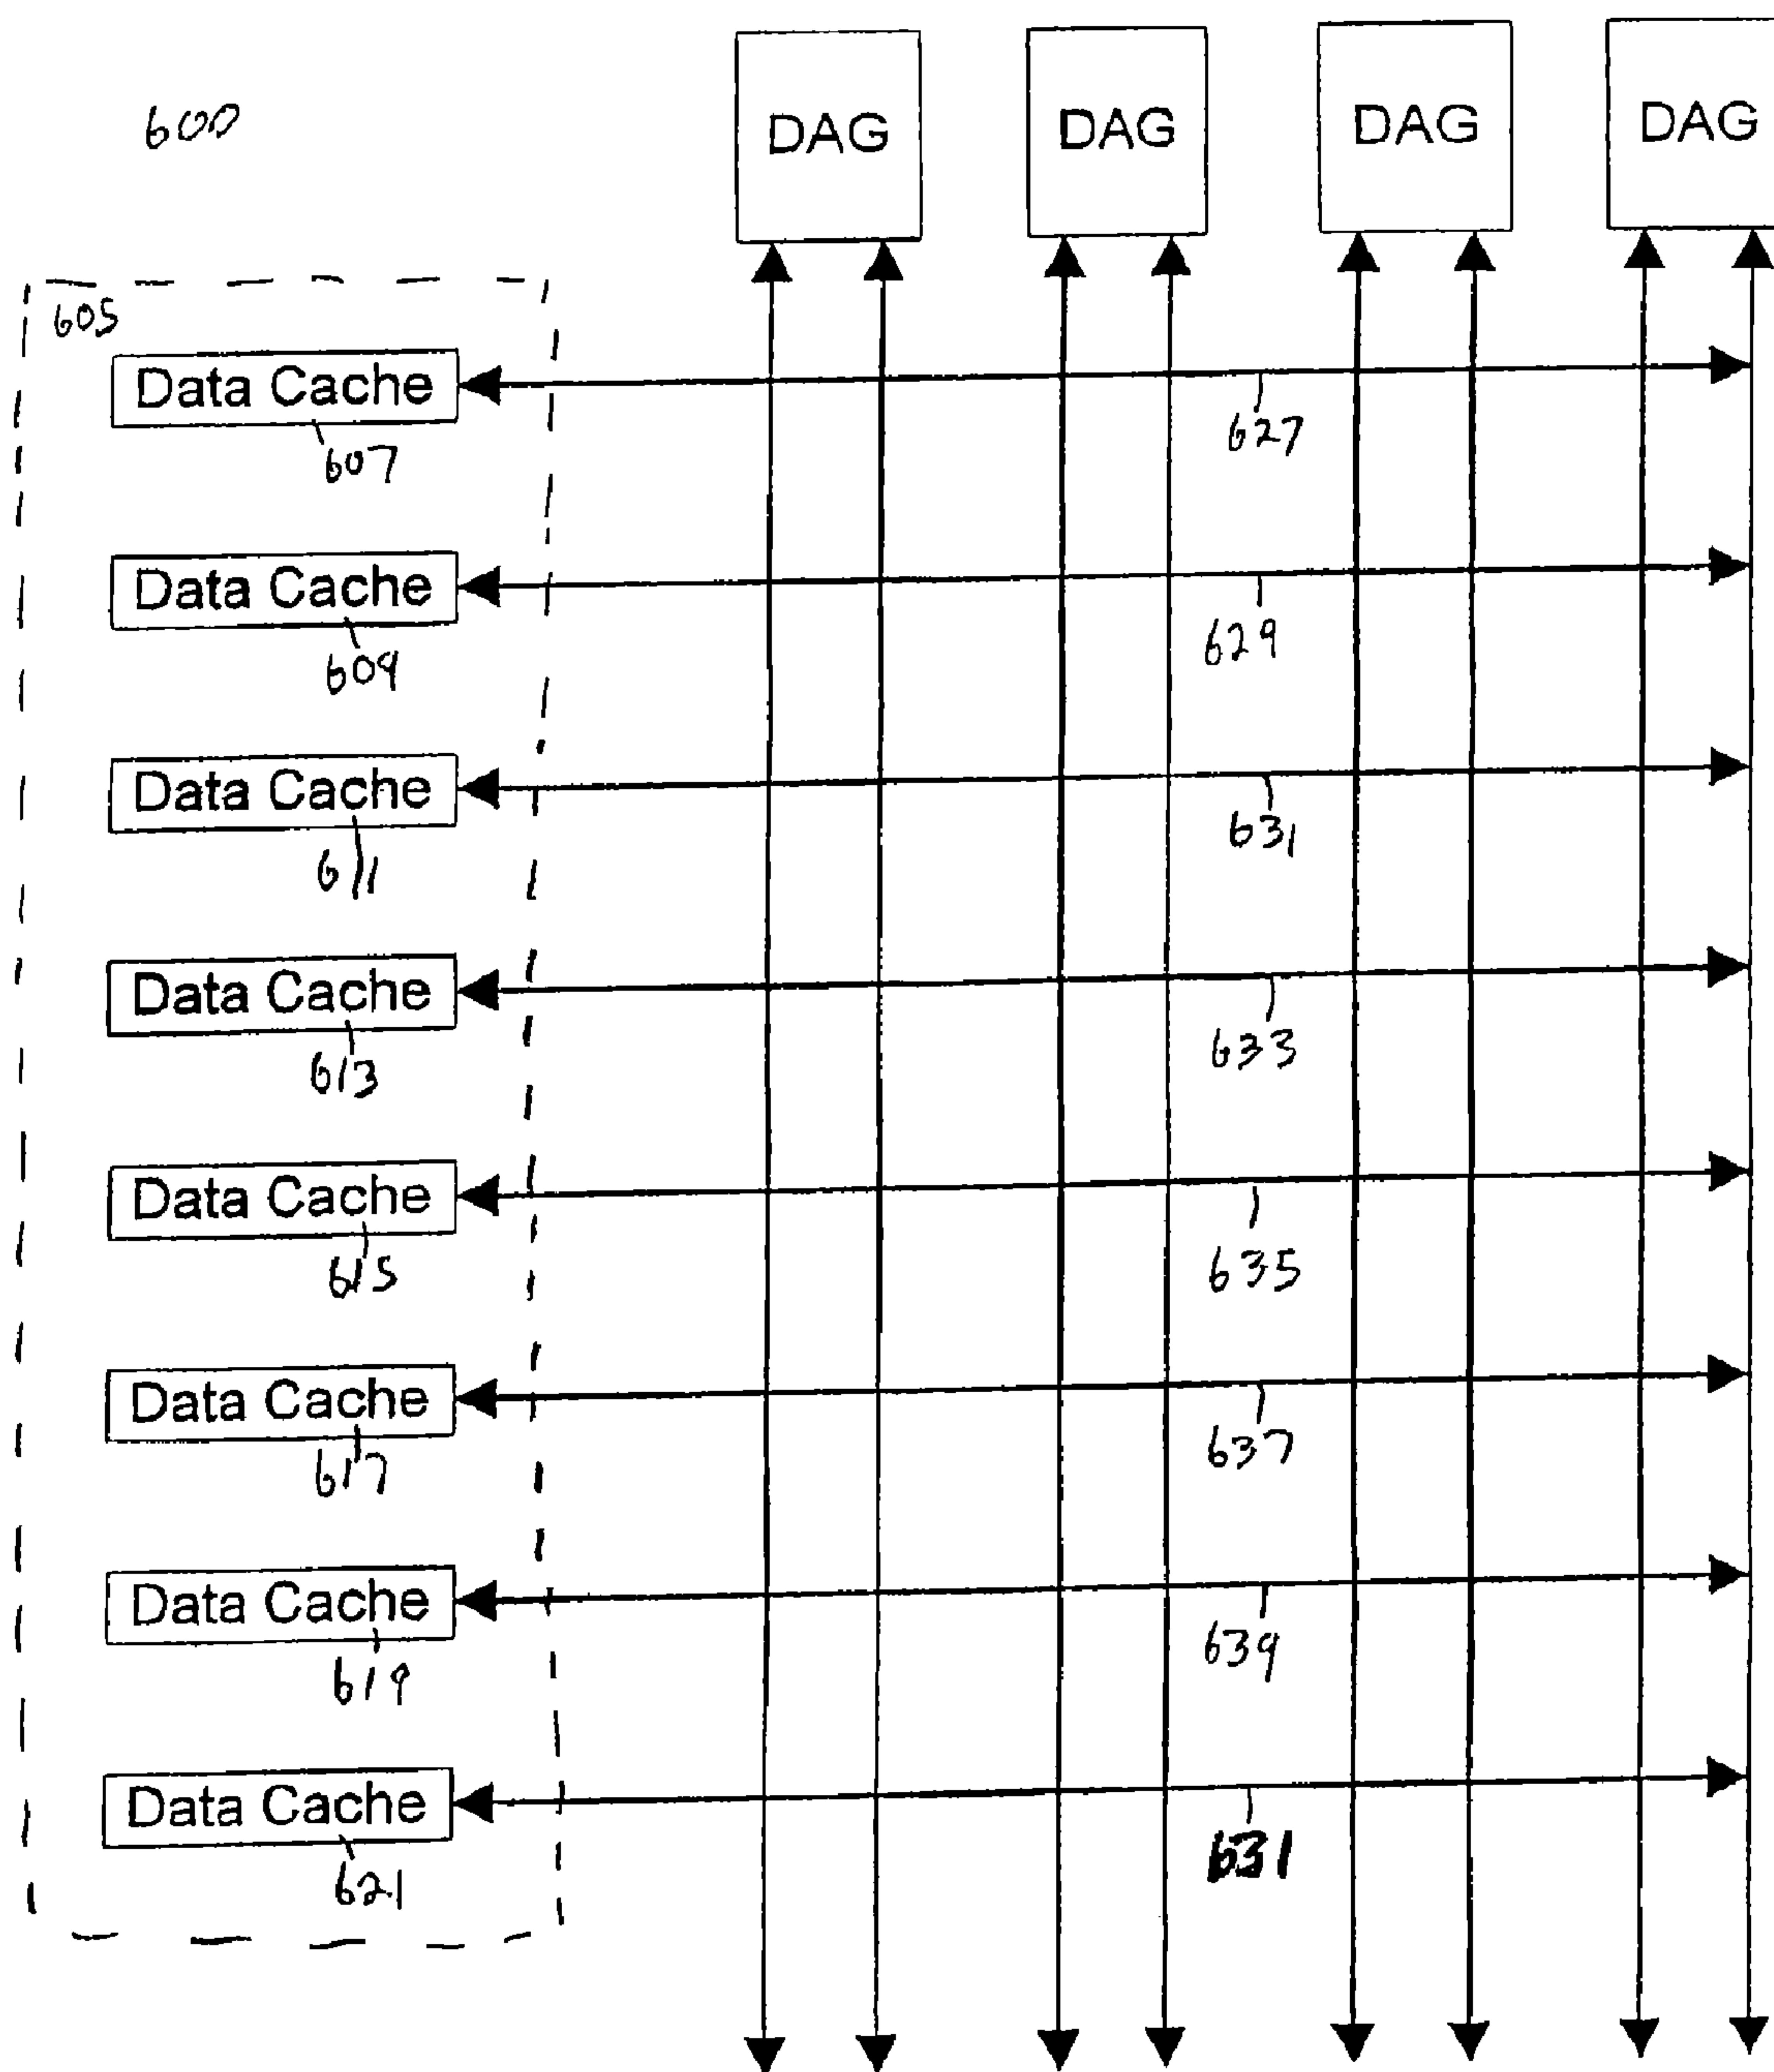 600
DAG DAG DAG DAG
605
Data Cache
607
627
Data Cache
609
629
Data Cache
611
631
Data Cache
613
633
Data Cache
615
635
Data Cache
617
637
Data Cache
619
639
Data Cache
621
631